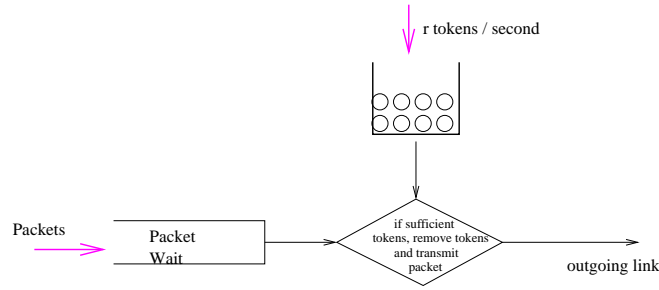 r tokens / second
Packets
Packet
Wait
if sufficient
tokens, remove tokens
and transmit
packet
outgoing link